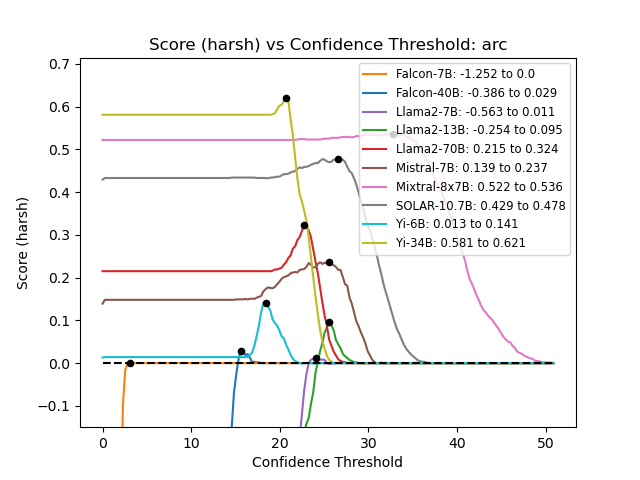 Score (harsh) vs Confidence Threshold: arc
0.7
0.6
0.5
0.4
0.3
0.2
0.1
0.0
−0.1
Score (harsh)
Falcon-7B: -1.252 to 0.0
Falcon-40B: -0.386 to 0.029
Llama2-7B: -0.563 to 0.011
Llama2-13B: -0.254 to 0.095
Llama2-70B: 0.215 to 0.324
Mistral-7B: 0.139 to 0.237
Mixtral-8x7B: 0.522 to 0.536
SOLAR-10.7B: 0.429 to 0.478
Yi-6B: 0.013 to 0.141
Yi-34B: 0.581 to 0.621
0 10 20 30 40 50
Confidence Threshold